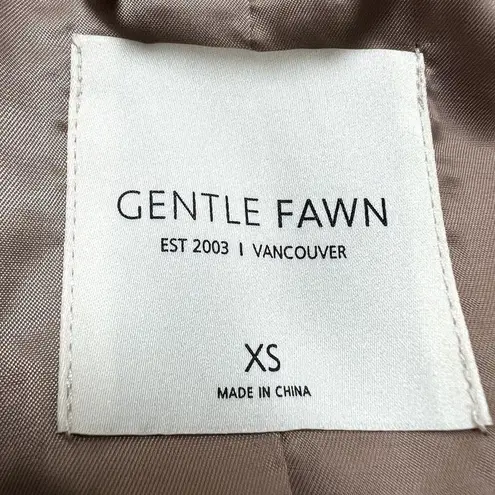 GENTLE FAWN
EST 2003 | VANCOUVER
XS
MADE IN CHINA